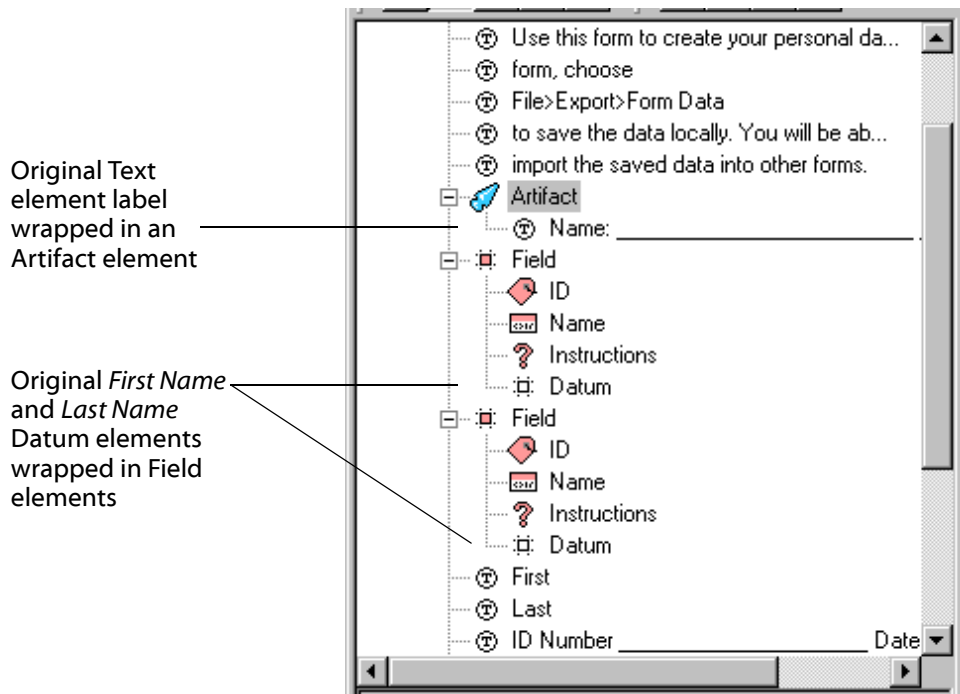 Use this form to create your personal da...
form, choose
File>Export>Form Data
to save the data locally. You will be ab...
import the saved data into other forms.
Original Text
element label
wrapped in an
Artifact element
Artifact
Name: ______________________________
Field
ID
Name
Instructions
Datum
Original First Name
and Last Name
Datum elements
wrapped in Field
elements
Field
ID
Name
Instructions
Datum
First
Last
ID Number _________________________ Date